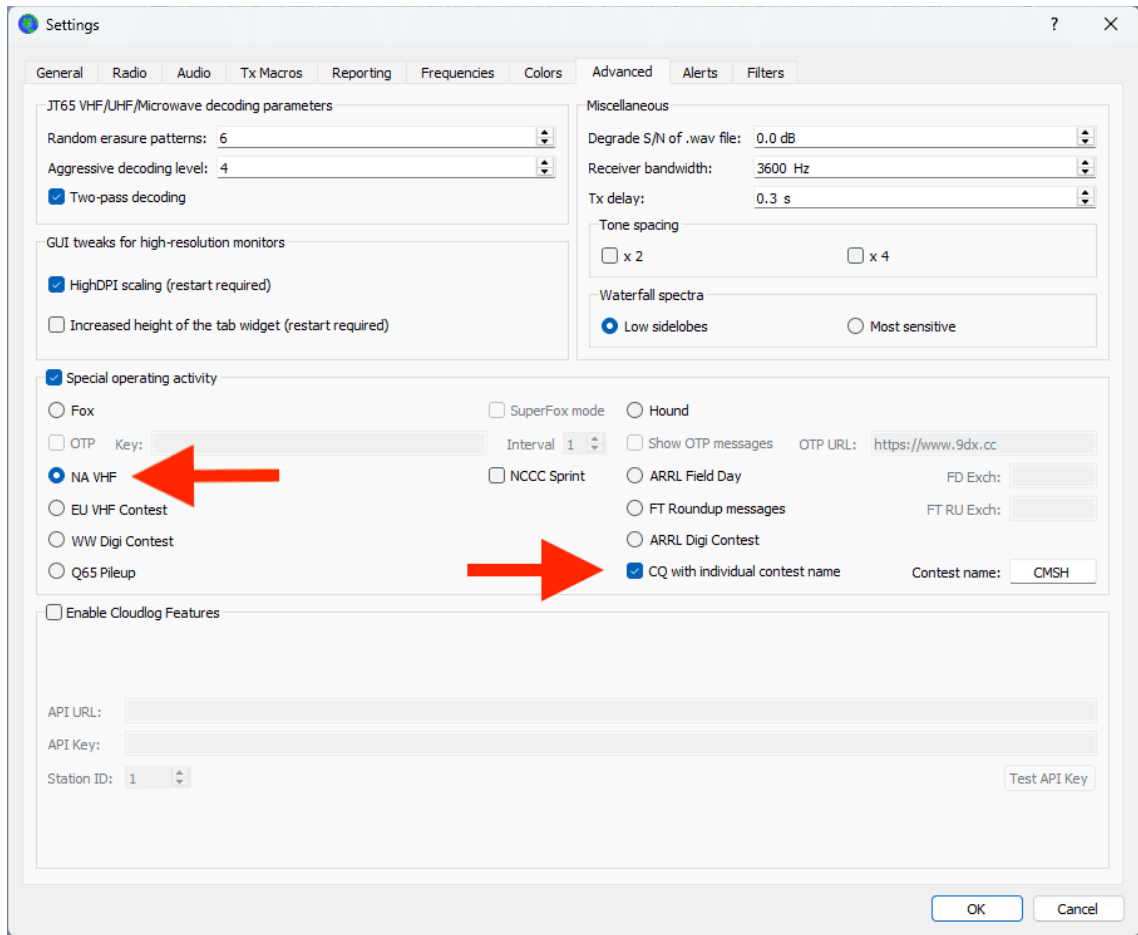 Settings
?
General Radio Audio Tx Macros Reporting Frequencies Colors Advanced Alerts Filters
JT65 VHF/UHF/Microwave decoding parameters
Random erasure patterns: 6
Aggressive decoding level: 4
Two-pass decoding
GUI tweaks for high-resolution monitors
HighDPI scaling (restart required)
Increased height of the tab widget (restart required)
Miscellaneous
Degrade S/N of .wav file: 0.0 dB
Receiver bandwidth: 3600 Hz
Tx delay: 0.3 s
Tone spacing
x 2 x 4
Waterfall spectra
Low sidelobes Most sensitive
Special operating activity
Fox SuperFox mode Hound
OTP Key: Interval 1 Show OTP messages OTP URL: https://www.9dx.cc
NA VHF NCCC Sprint ARRL Field Day FD Exch:
EU VHF Contest FT Roundup messages FT RU Exch:
WW Digi Contest ARRL Digi Contest
Q65 Pileup CQ with individual contest name Contest name: CMSH
Enable Cloudlog Features
API URL:
API Key:
Station ID: 1 Test API Key
OK Cancel